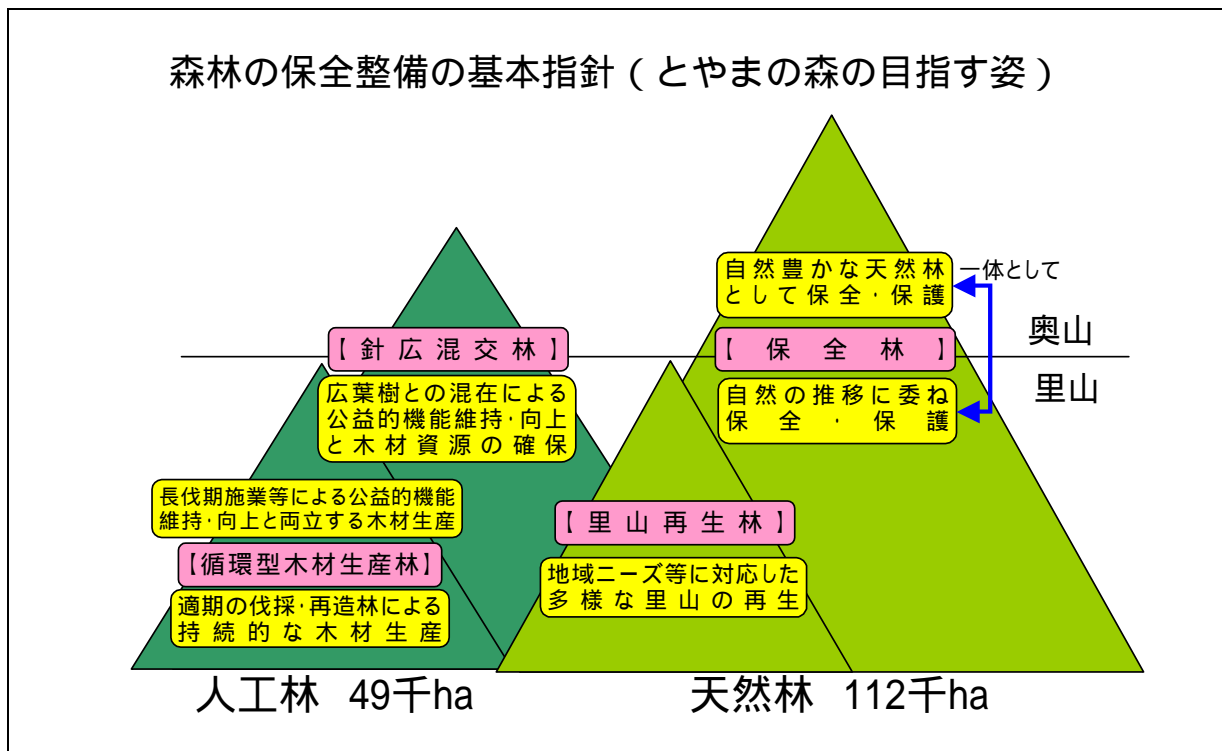 森林の保全整備の基本指針(とやまの森の目指す姿)
自然豊かな天然林
として保全・保護
一体として
奥山
【針広混交林】
【保全林】
里山
広葉樹との混在による
公益的機能維持・向上
と木材資源の確保
自然の推移に委ね
保全・保護
長伐期施業等による公益的機能
維持・向上と両立する木材生産
【里山再生林】
【循環型木材生産林】
地域ニーズ等に対応した
多様な里山の再生
適期の伐採・再造林による
持続的な木材生産
人工林 49千ha
天然林 112千ha